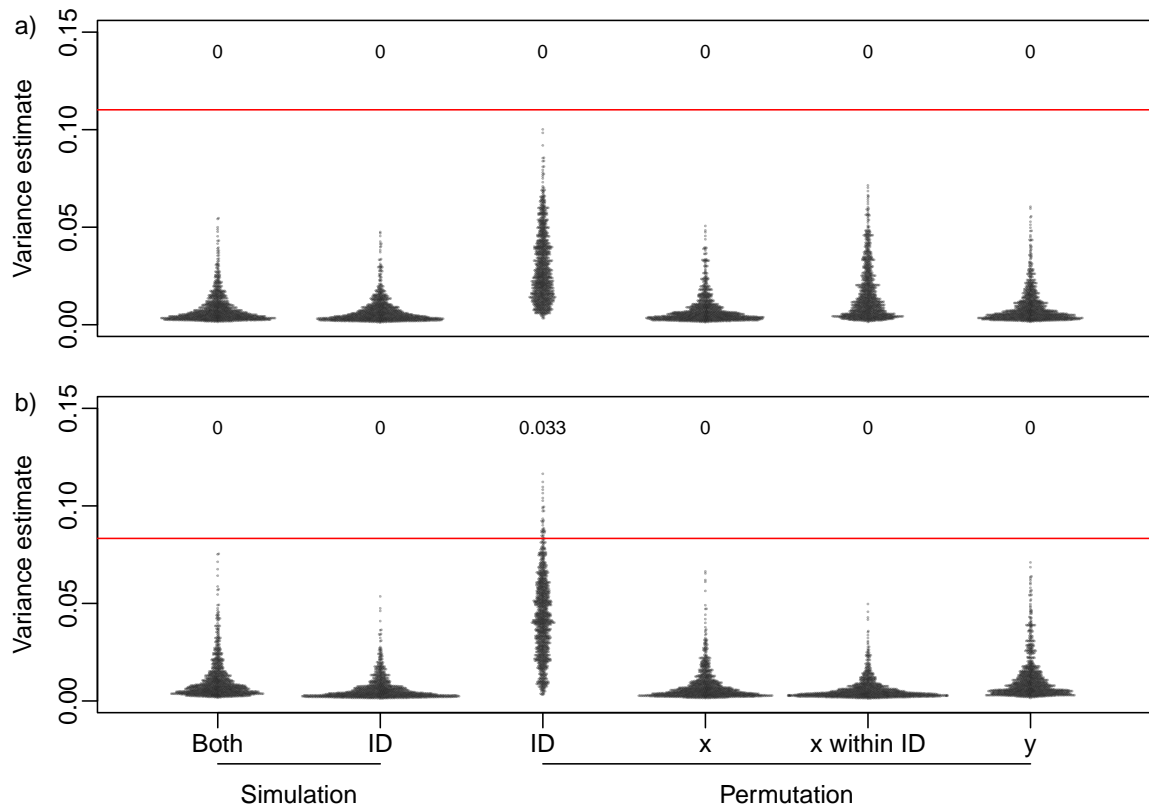 a)
0 0 0 0 0 0
Variance estimate
0.15
0.10
0.05
0.00
b)
0 0 0.033 0 0 0
Variance estimate
0.15
0.10
0.05
0.00
Both ID ID x x within ID y
Simulation Permutation